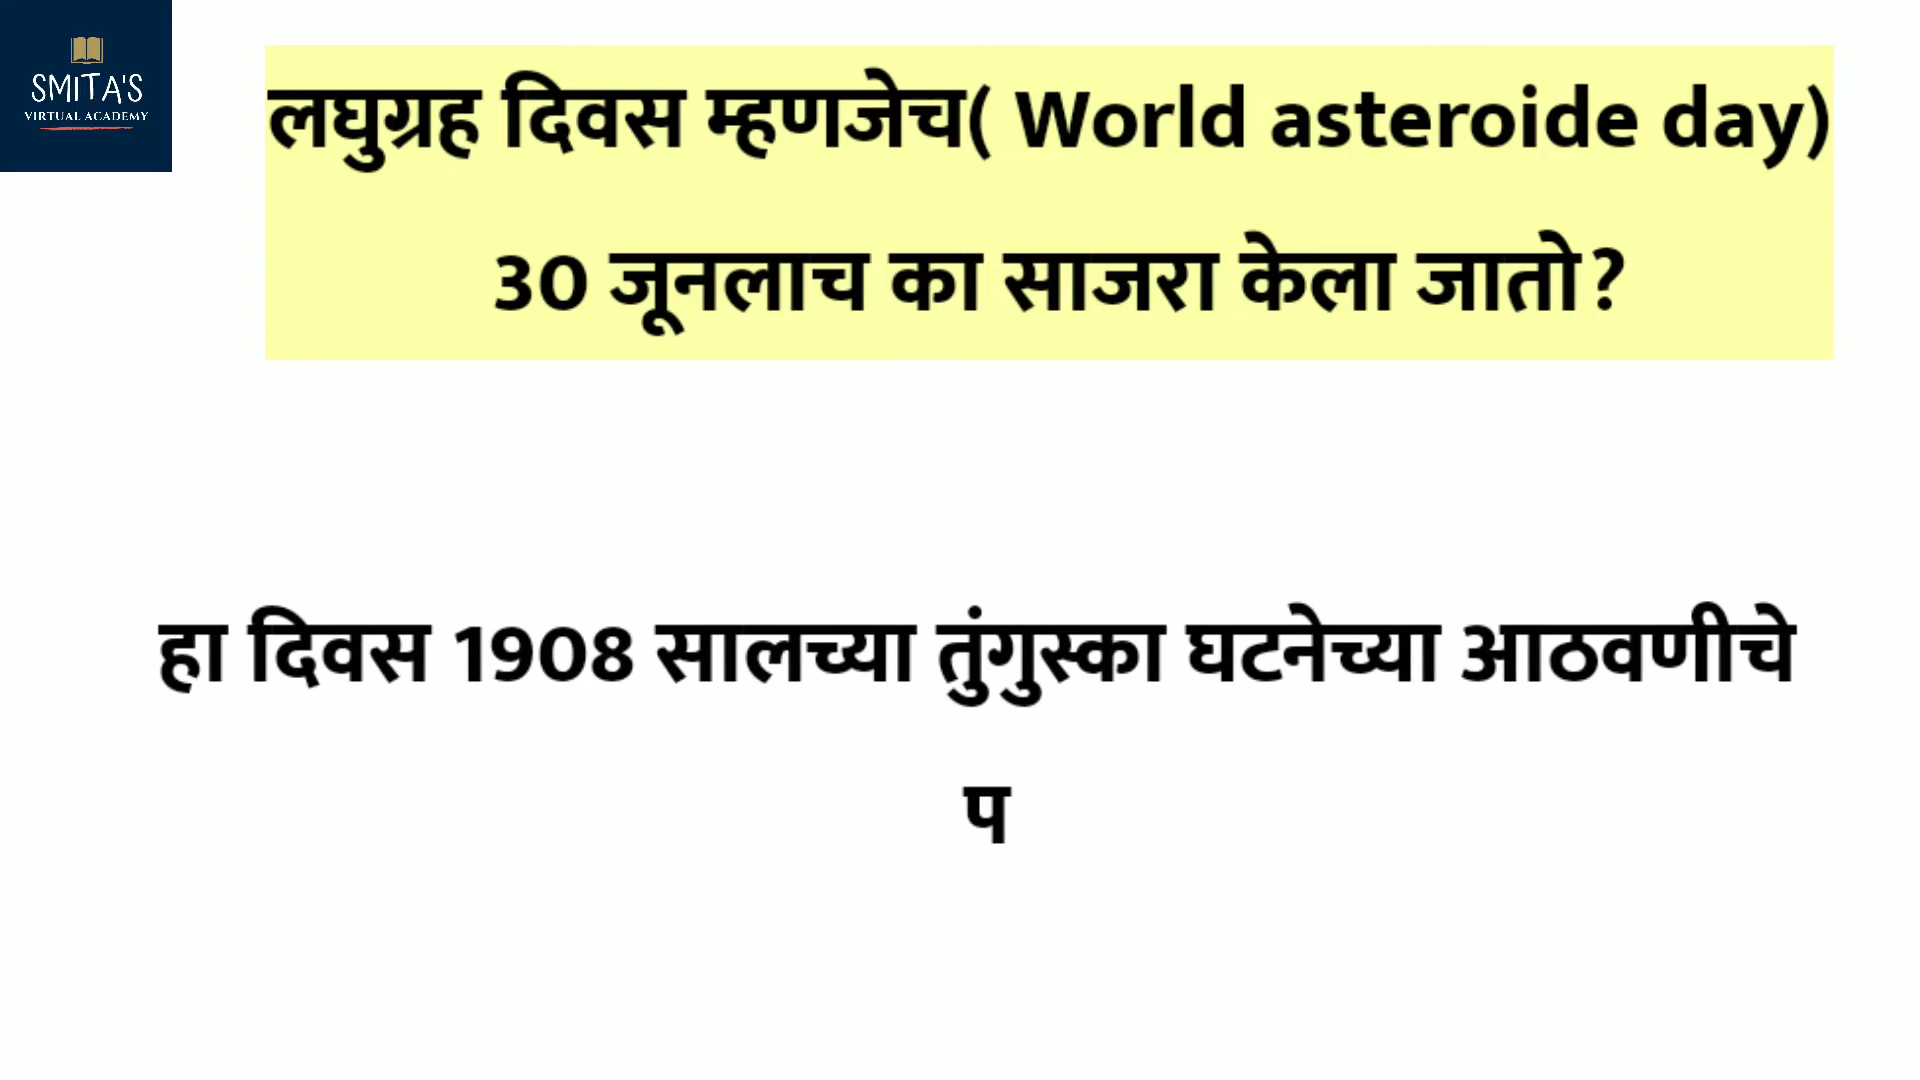 SMITA'S
VIRTUAL ACADEMY
लघुग्रह दिवस म्हणजेच( World asteroide day)
30 जूनलाच का साजरा केला जातो?
हा दिवस 1908 सालच्या तुंगुस्का घटनेच्या आठवणीचे
प